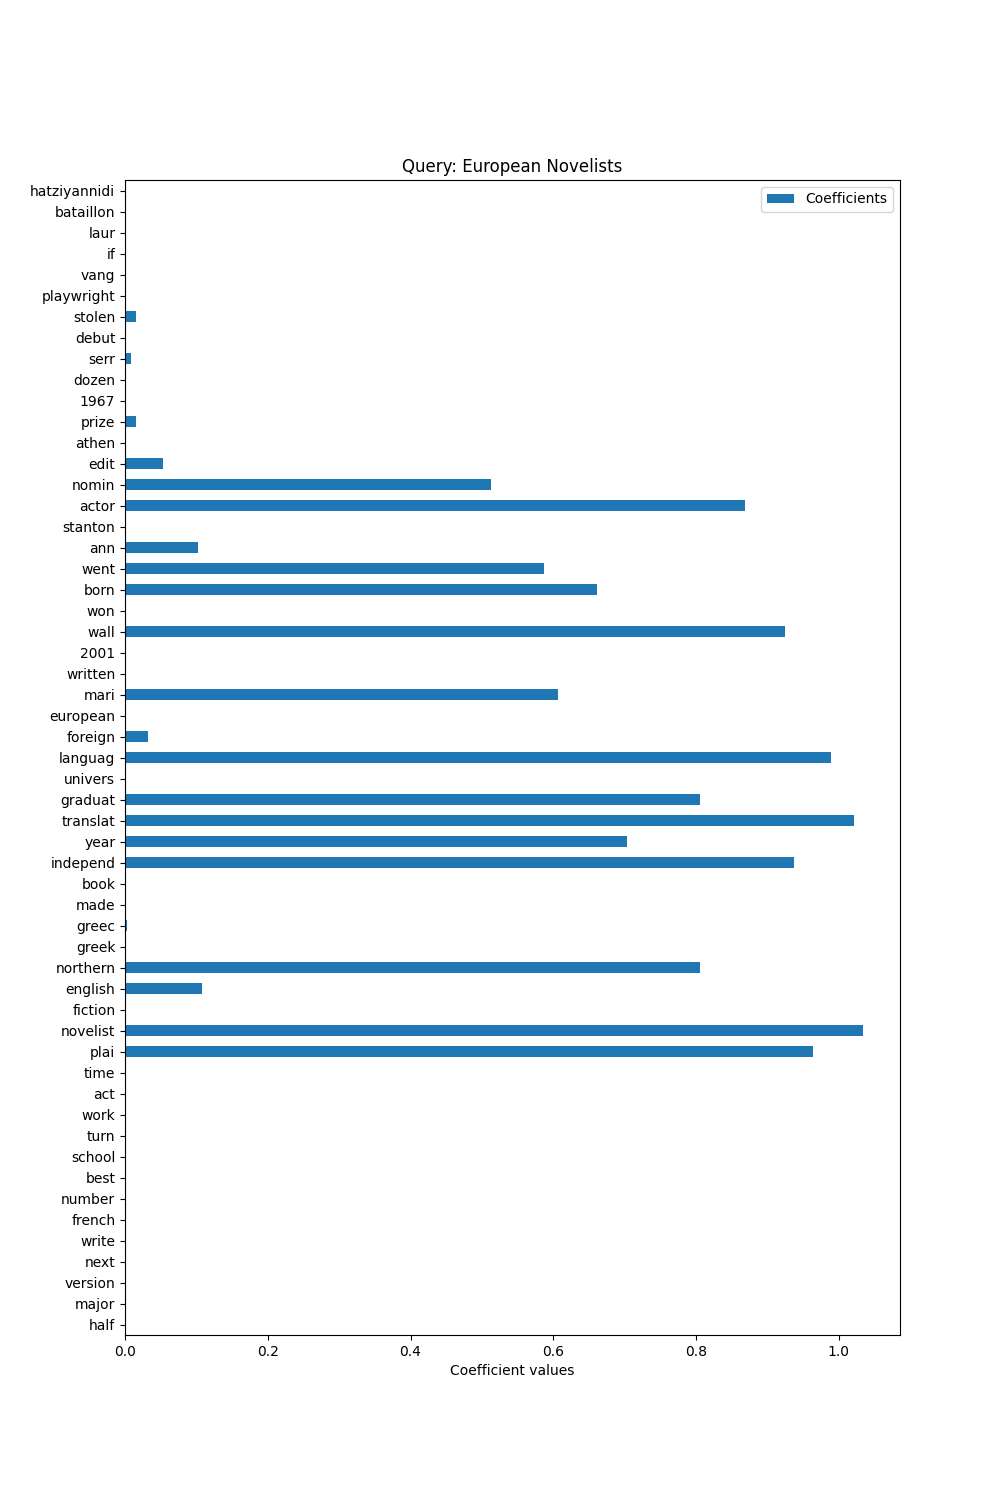 Query: European Novelists
Coefficients
hatziyannidi
bataillon
laur
if
vang
playwright
stolen
debut
serr
dozen
1967
prize
athen
edit
nomin
actor
stanton
ann
went
born
won
wall
2001
written
mari
european
foreign
languag
univers
graduat
translat
year
independ
book
made
greec
greek
northern
english
fiction
novelist
plai
time
act
work
turn
school
best
number
french
write
next
version
major
half
0.0 0.2 0.4 0.6 0.8 1.0
Coefficient values